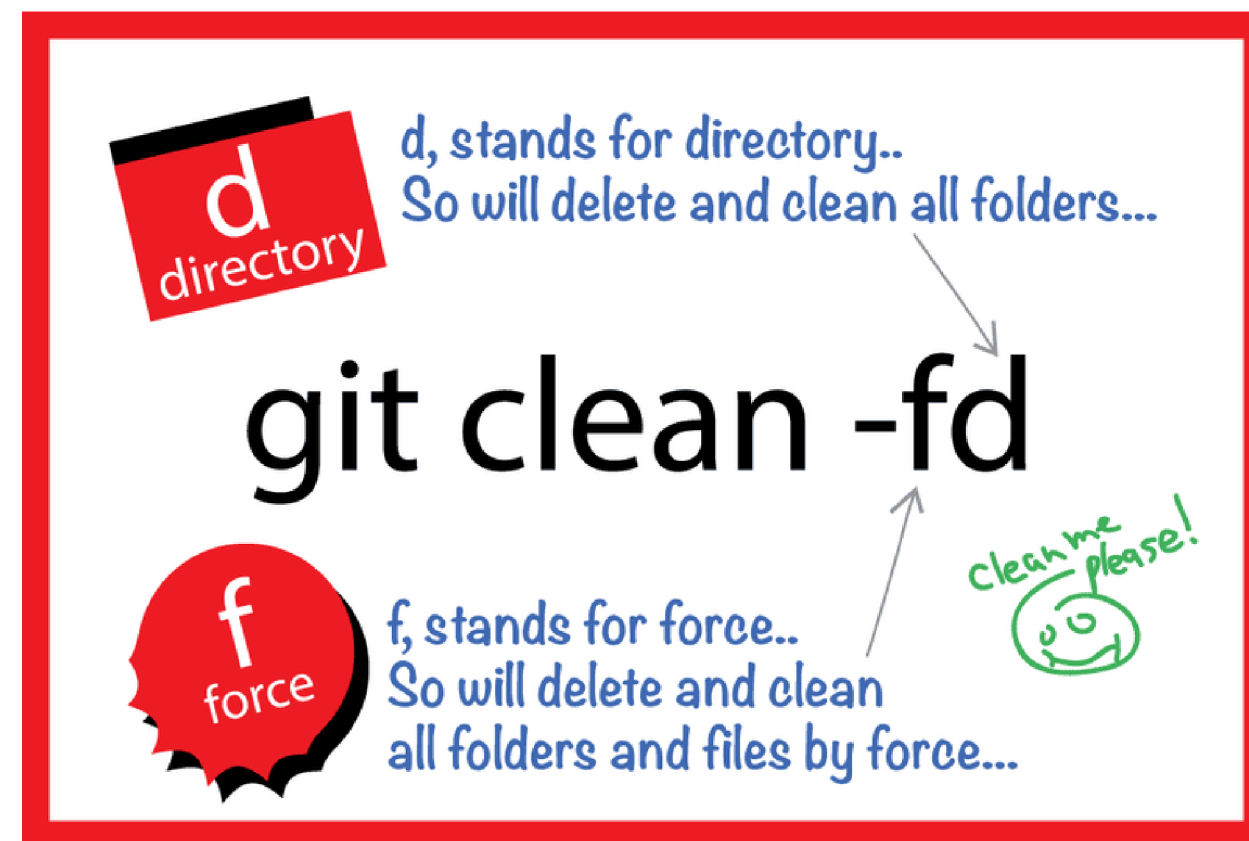 d
directory
d, stands for directory..
So will delete and clean all folders...
git clean -fd
clean me
please!
f
force
f, stands for force..
So will delete and clean
all folders and files by force...